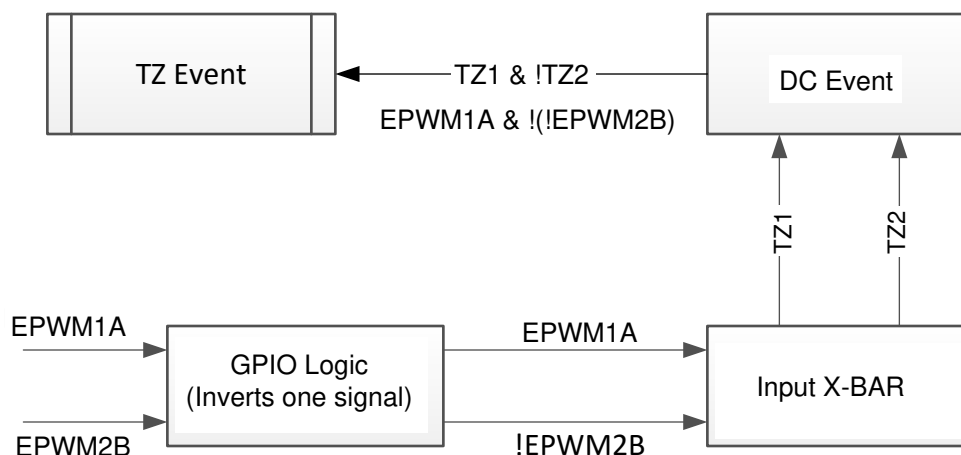 TZ Event
TZ1 & !TZ2
EPWM1A & !(!EPWM2B)
DC Event
TZ1
TZ2
EPWM1A
EPWM2B
GPIO Logic
(Inverts one signal)
EPWM1A
!EPWM2B
Input X-BAR